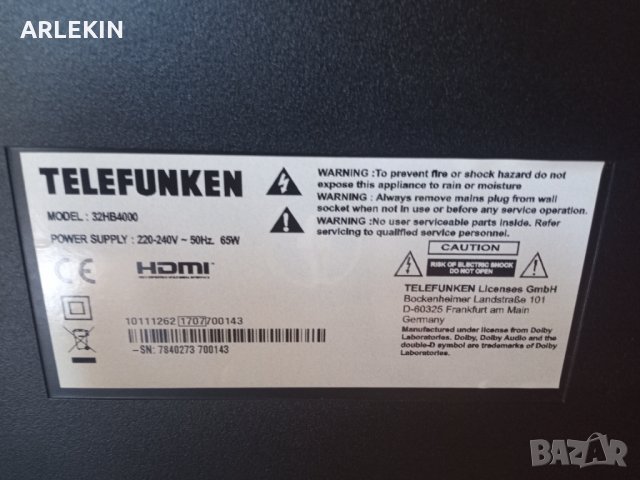 ARLEKIN
TELEFUNKEN
MODEL : 32HB4000
POWER SUPPLY : 220-240V ~ 50Hz. 65W
CE
HDMI
10111262 1707 700143
-SN: 7840273 700143
WARNING :To prevent fire or shock hazard do not
expose this appliance to rain or moisture
WARNING : Always remove mains plug from wall
socket when not in use or before any service operation.
WARNING :No user serviceable parts inside. Refer
servicing to qualified service personnel.
CAUTION
RISK OF ELECTRIC SHOCK
DO NOT OPEN
TELEFUNKEN Licenses GmbH
Bockenheimer Landstraße 101
D-60325 Frankfurt am Main
Germany
Manufactured under license from Dolby
Laboratories. Dolby, Dolby Audio and the
double-D symbol are trademarks of Dolby
Laboratories.
BAZAR